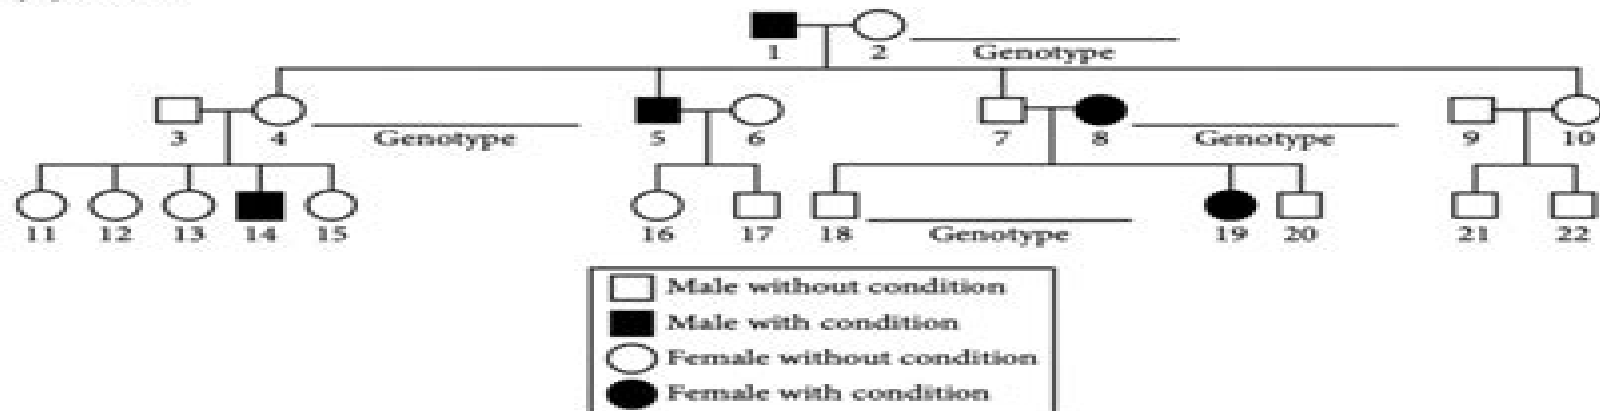 1 2 Genotype
3 4 Genotype 5 6 7 8 Genotype 9 10
11 12 13 14 15 16 17 18 Genotype 19 20 21 22
Male without condition
Male with condition
Female without condition
Female with condition